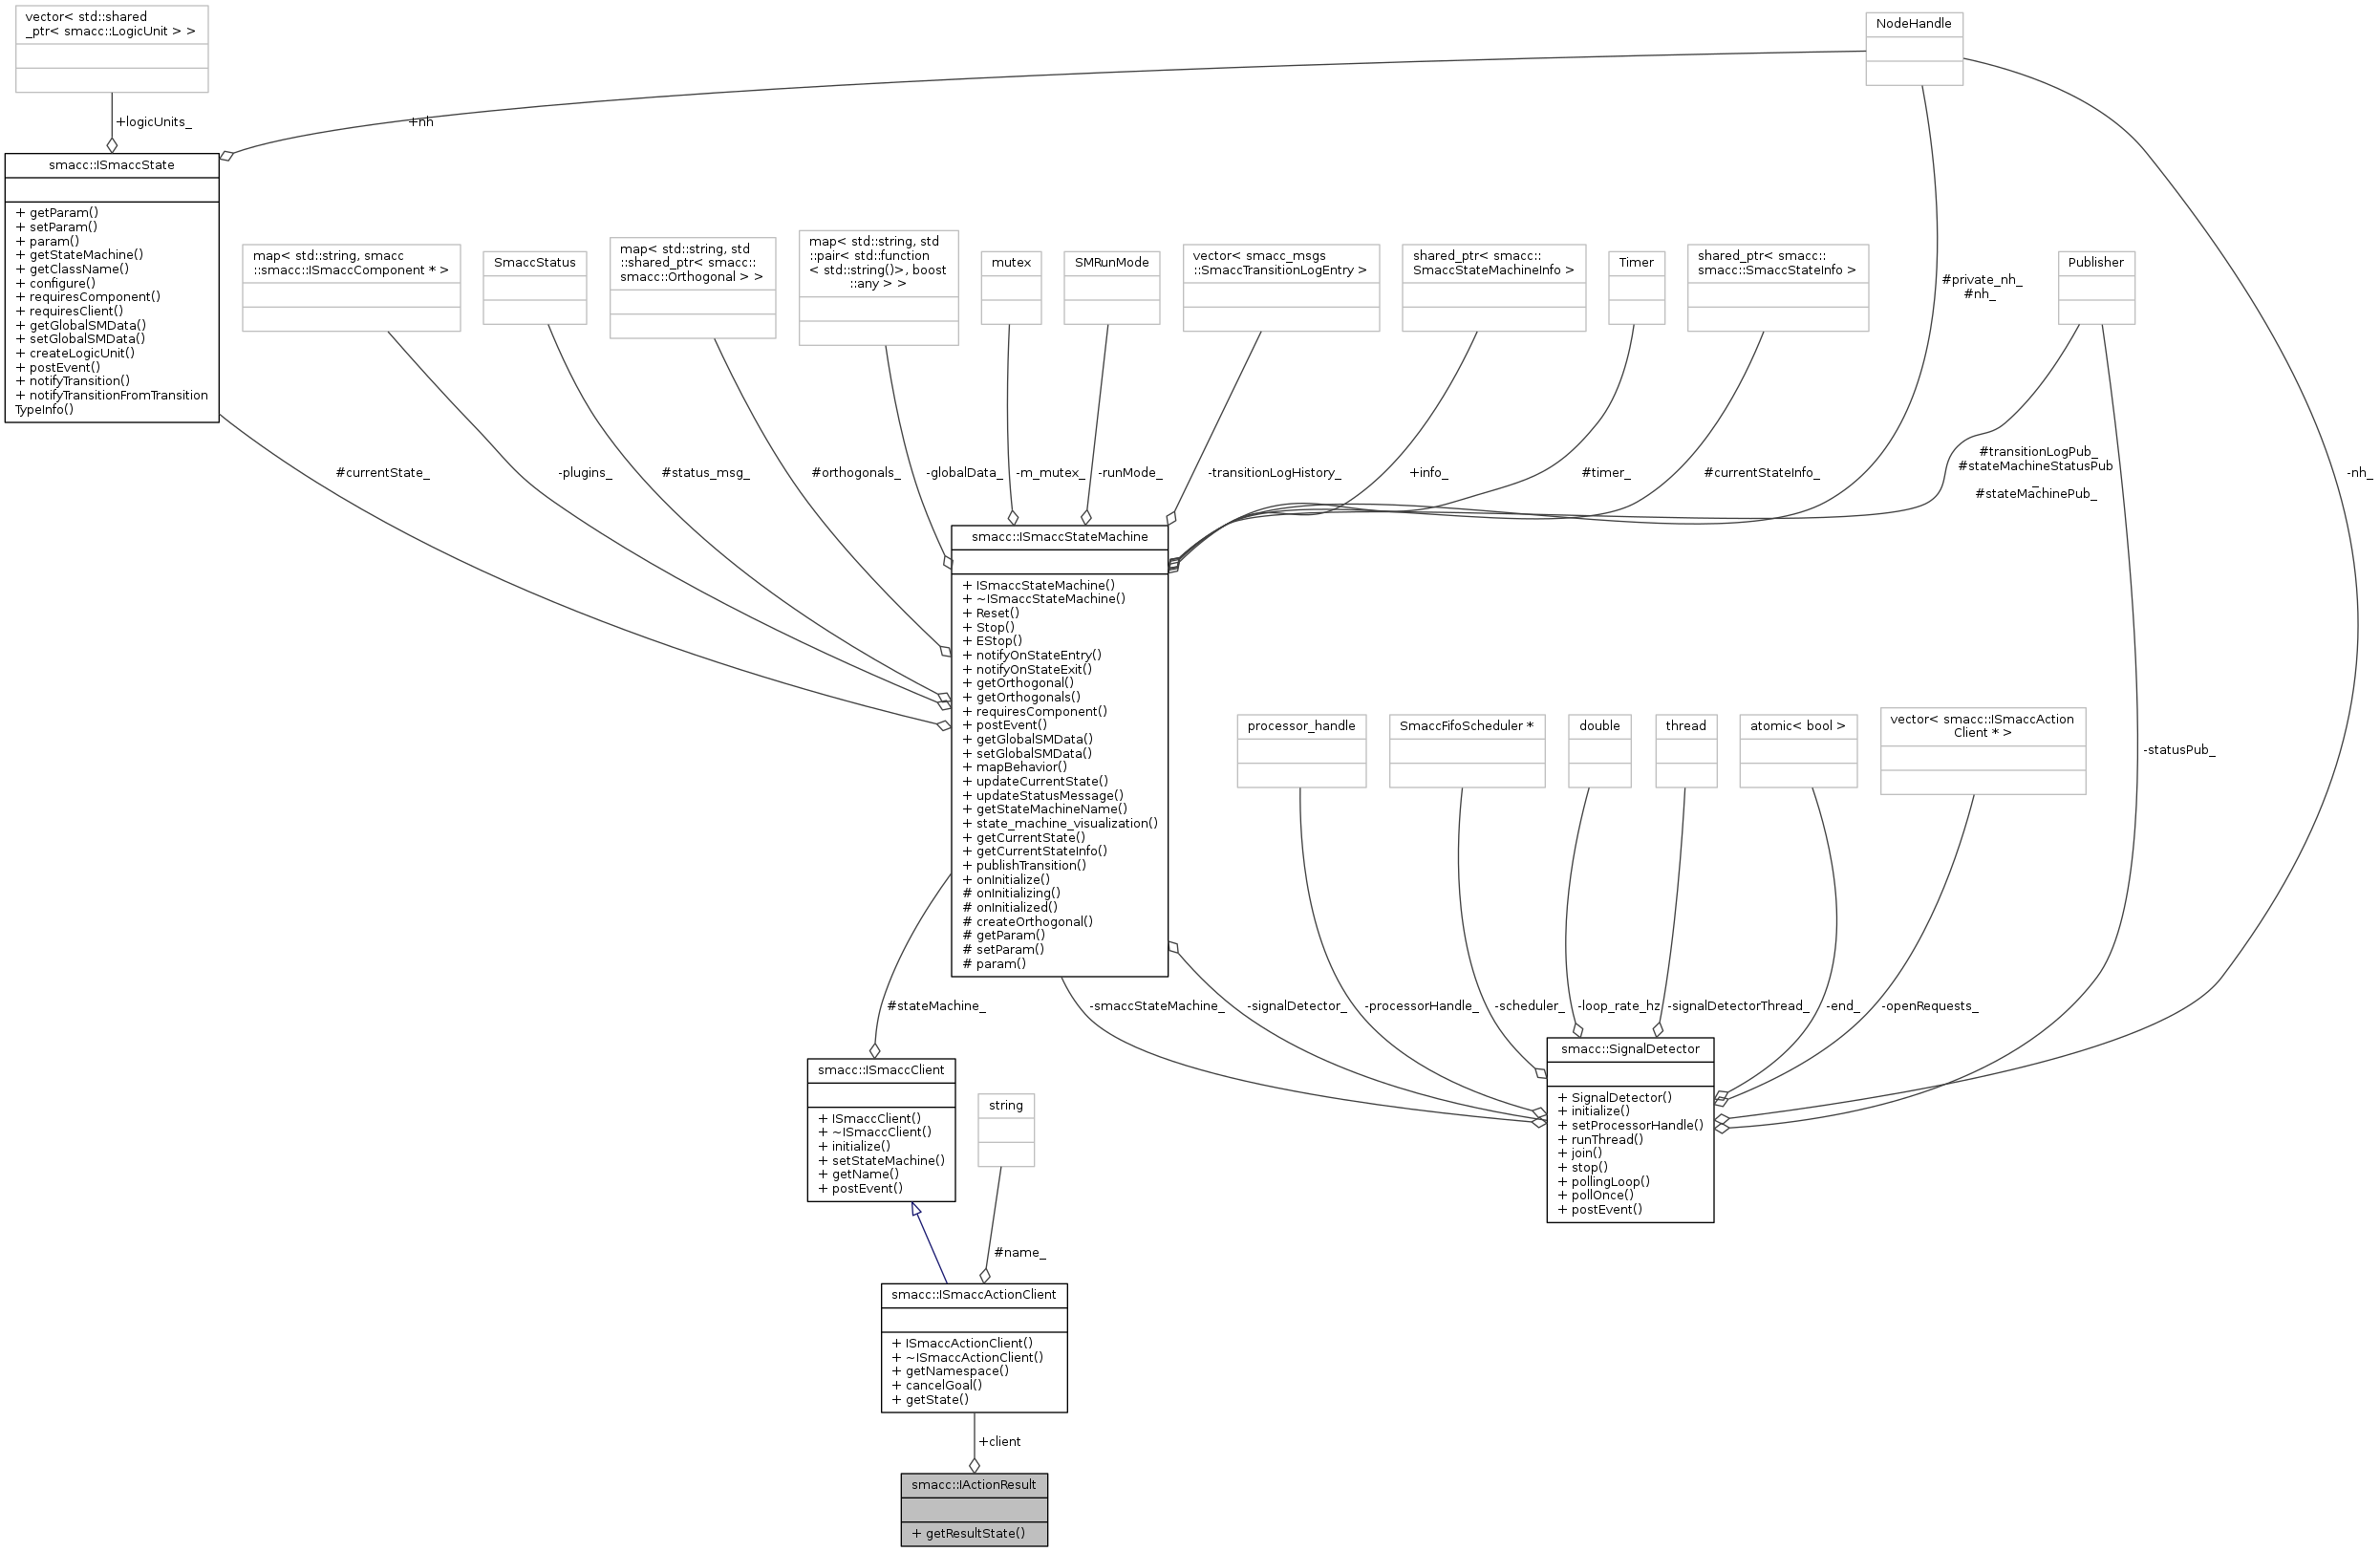 vector< std::shared
_ptr< smacc::LogicUnit > >
NodeHandle
+logicUnits_
+nh
smacc::ISmaccState
+ getParam()
+ setParam()
+ param()
+ getStateMachine()
+ getClassName()
+ configure()
+ requiresComponent()
+ requiresClient()
+ getGlobalSMData()
+ setGlobalSMData()
+ createLogicUnit()
+ postEvent()
+ notifyTransition()
+ notifyTransitionFromTransition
TypeInfo()
map< std::string, smacc
::smacc::ISmaccComponent * >
SmaccStatus
map< std::string, std
::shared_ptr< smacc::
smacc::Orthogonal > >
map< std::string, std
::pair< std::function
< std::string()>, boost
::any > >
mutex
SMRunMode
vector< smacc_msgs
::SmaccTransitionLogEntry >
shared_ptr< smacc::
SmaccStateMachineInfo >
Timer
shared_ptr< smacc::
smacc::SmaccStateInfo >
#private_nh_
#nh_
Publisher
#currentState_
-plugins_
#status_msg_
#orthogonals_
-globalData_
-m_mutex_
-runMode_
-transitionLogHistory_
+info_
#timer_
#currentStateInfo_
#transitionLogPub_
#stateMachineStatusPub
_
#stateMachinePub_
-nh_
smacc::ISmaccStateMachine
+ ISmaccStateMachine()
+ ~ISmaccStateMachine()
+ Reset()
+ Stop()
+ EStop()
+ notifyOnStateEntry()
+ notifyOnStateExit()
+ getOrthogonal()
+ getOrthogonals()
+ requiresComponent()
+ postEvent()
+ getGlobalSMData()
+ setGlobalSMData()
+ mapBehavior()
+ updateCurrentState()
+ updateStatusMessage()
+ getStateMachineName()
+ state_machine_visualization()
+ getCurrentState()
+ getCurrentStateInfo()
+ publishTransition()
+ onInitialize()
# onInitializing()
# onInitialized()
# createOrthogonal()
# getParam()
# setParam()
# param()
processor_handle
SmaccFifoScheduler *
double
thread
atomic< bool >
vector< smacc::ISmaccAction
Client * >
-statusPub_
#stateMachine_
-smaccStateMachine_
-signalDetector_
-processorHandle_
-scheduler_
-loop_rate_hz
-signalDetectorThread_
-end_
-openRequests_
smacc::SignalDetector
+ SignalDetector()
+ initialize()
+ setProcessorHandle()
+ runThread()
+ join()
+ stop()
+ pollingLoop()
+ pollOnce()
+ postEvent()
smacc::ISmaccClient
+ ISmaccClient()
+ ~ISmaccClient()
+ initialize()
+ setStateMachine()
+ getName()
+ postEvent()
string
#name_
smacc::ISmaccActionClient
+ ISmaccActionClient()
+ ~ISmaccActionClient()
+ getNamespace()
+ cancelGoal()
+ getState()
+client
smacc::IActionResult
+ getResultState()